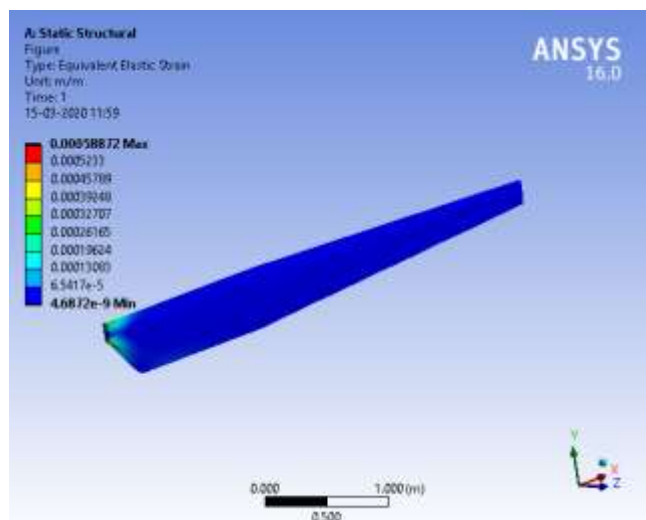 A: Static Structural
Figure
Type: Equivalent Elastic Strain
Unit: m/m
Time: 1
15-03-2020 11:59
ANSYS
16.0
0.00058872 Max
0.0005233
0.00045789
0.00039248
0.00032707
0.00026165
0.00019624
0.00013083
6.5417e-5
4.6872e-9 Min
Y
X
Z
0.000
1.000 (m)
0.500